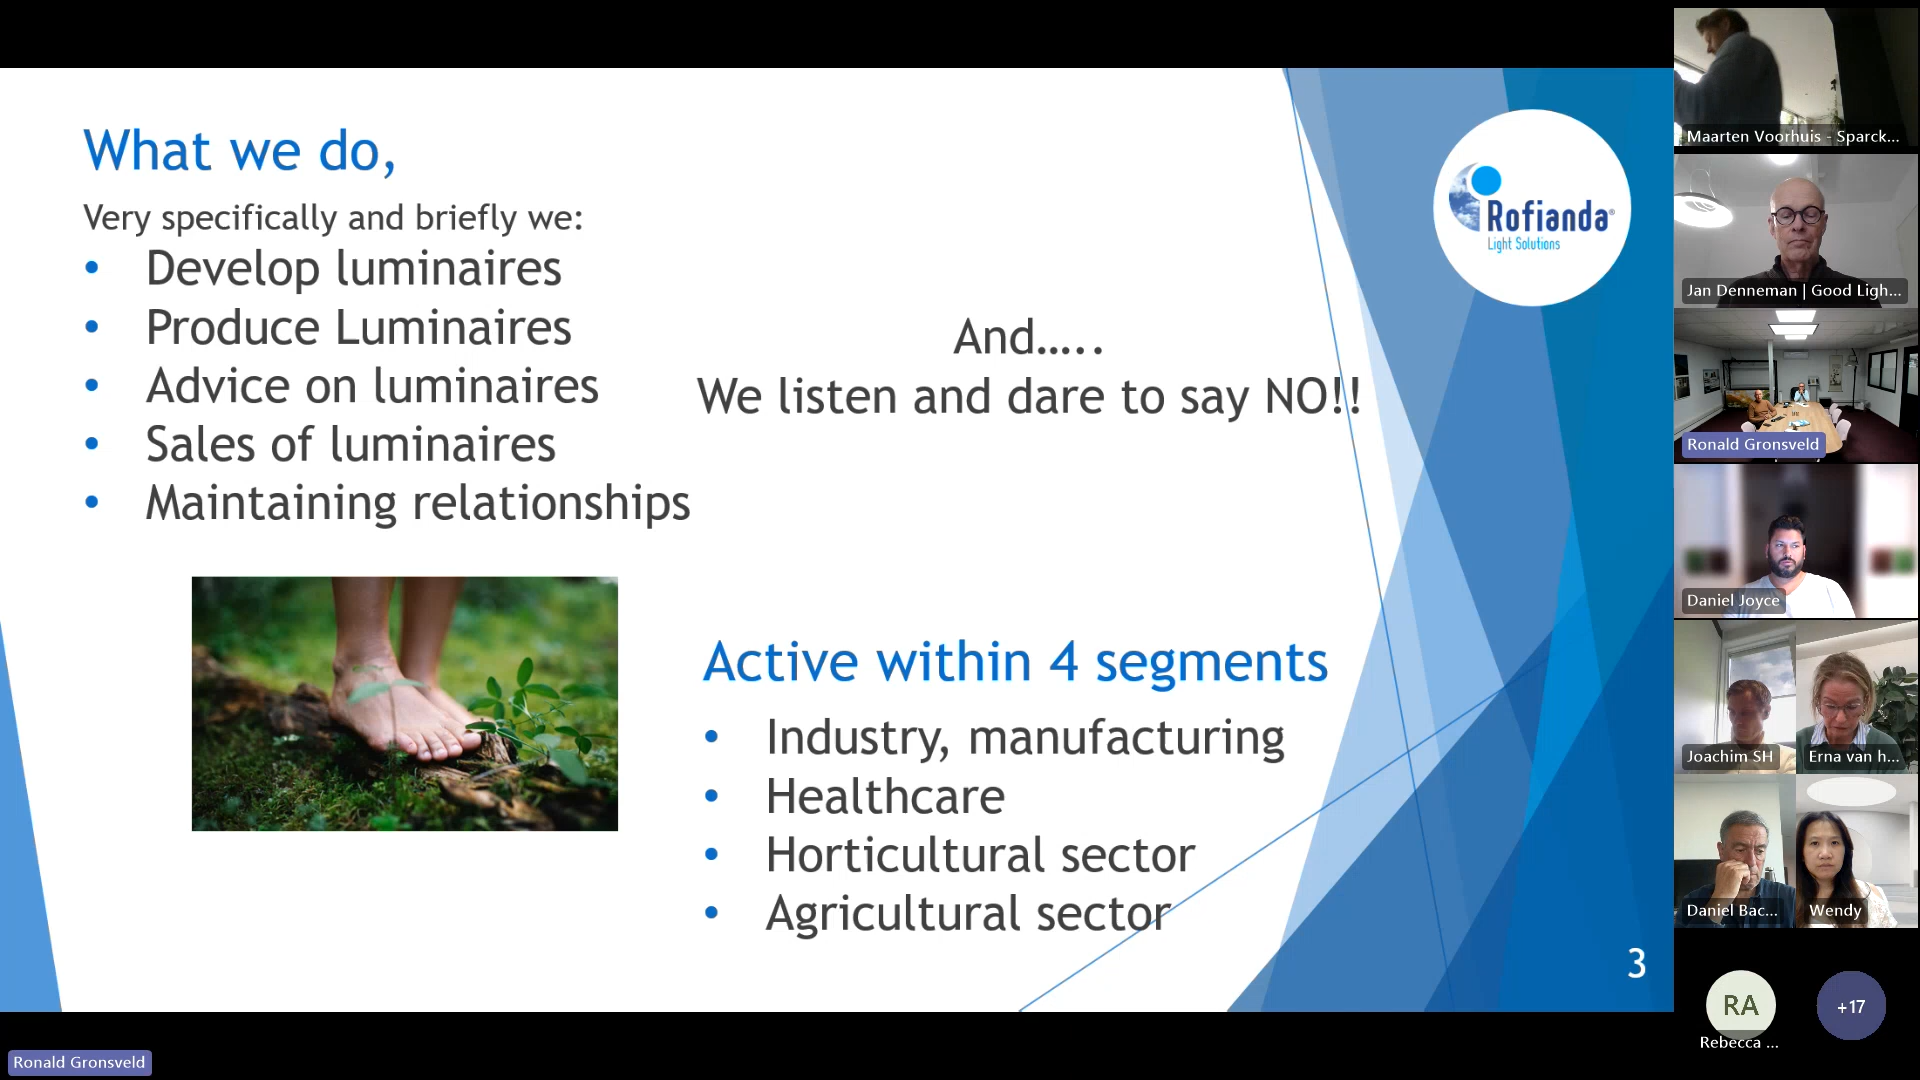 What we do,
Very specifically and briefly we:
• Develop luminaires
• Produce Luminaires
• Advice on luminaires
• Sales of luminaires
• Maintaining relationships
And.....
We listen and dare to say NO!!
Active within 4 segments
• Industry, manufacturing
• Healthcare
• Horticultural sector
• Agricultural sector
Rofianda®
Light Solutions
3
Ronald Gronsveld
Maarten Voorhuis - Sparck...
Jan Denneman | Good Ligh...
Ronald Gronsveld
Daniel Joyce
Joachim SH
Erna van h...
Daniel Bac...
Wendy
RA
Rebecca ...
+17